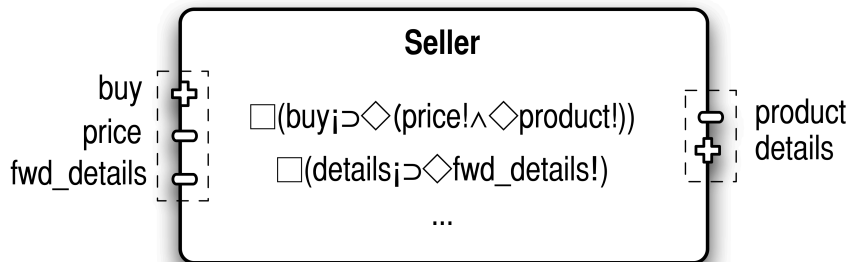 Seller
buy
price
fwd_details
□(buy¡⊃◇(price!∧◇product!))
□(details¡⊃◇fwd_details!)
...
product
details